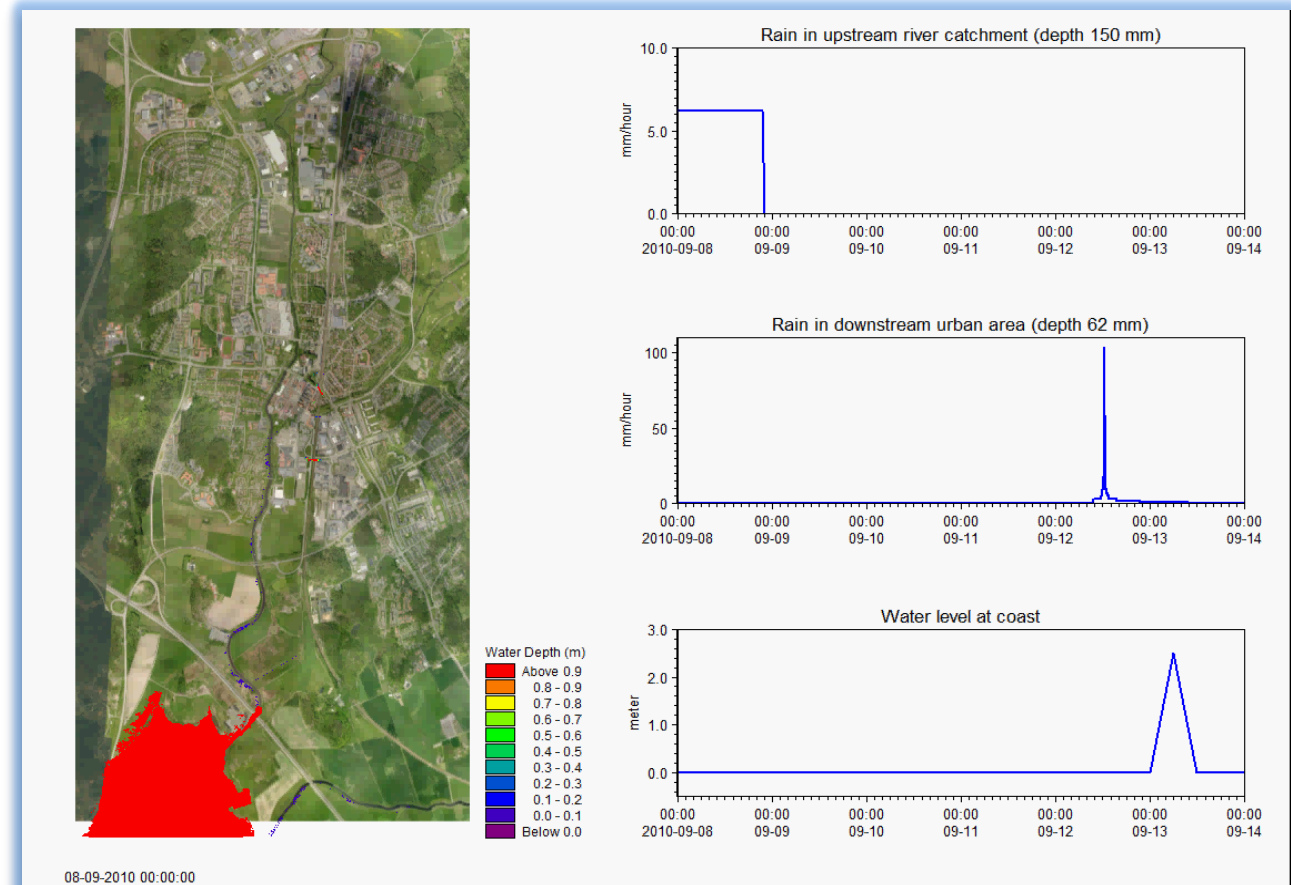 Rain in upstream river catchment (depth 150 mm)
10.0
5.0
0.0
mm/hour
00:00 00:00 00:00 00:00 00:00 00:00 00:00
2010-09-08 09-09 09-10 09-11 09-12 09-13 09-14
Rain in downstream urban area (depth 62 mm)
100
50
0
mm/hour
00:00 00:00 00:00 00:00 00:00 00:00 00:00
2010-09-08 09-09 09-10 09-11 09-12 09-13 09-14
Water level at coast
3.0
2.0
1.0
0.0
meter
00:00 00:00 00:00 00:00 00:00 00:00 00:00
2010-09-08 09-09 09-10 09-11 09-12 09-13 09-14
Water Depth (m)
Above 0.9
0.8 - 0.9
0.7 - 0.8
0.6 - 0.7
0.5 - 0.6
0.4 - 0.5
0.3 - 0.4
0.2 - 0.3
0.1 - 0.2
0.0 - 0.1
Below 0.0
08-09-2010 00:00:00